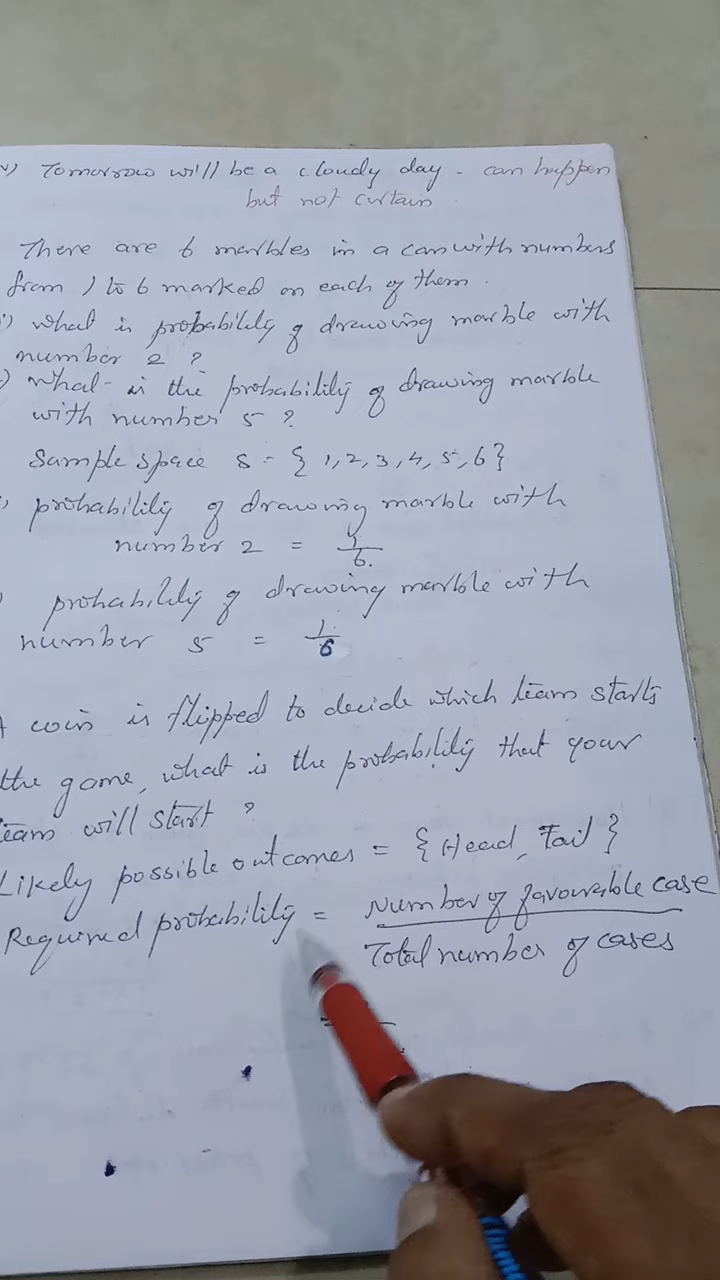 v) Tomorrow will be a cloudy day - can happen
but not curtain
There are 6 marbles in a can with numbers
from 1 to 6 marked on each of them.
i) what is probability of drawing marble with
number 2 ?
) what is the probability of drawing marble
with number 5 ?
Sample space S = { 1, 2, 3, 4, 5, 6 }
probability of drawing marble with
number 2 = 1/6.
probability of drawing marble with
number 5 = 1/6
A coin is flipped to decide which team starts
the game, what is the probability that your
team will start ?
Likely possible outcomes = { Head, Tail }
Required probability = Number of favourable case
Total number of cases